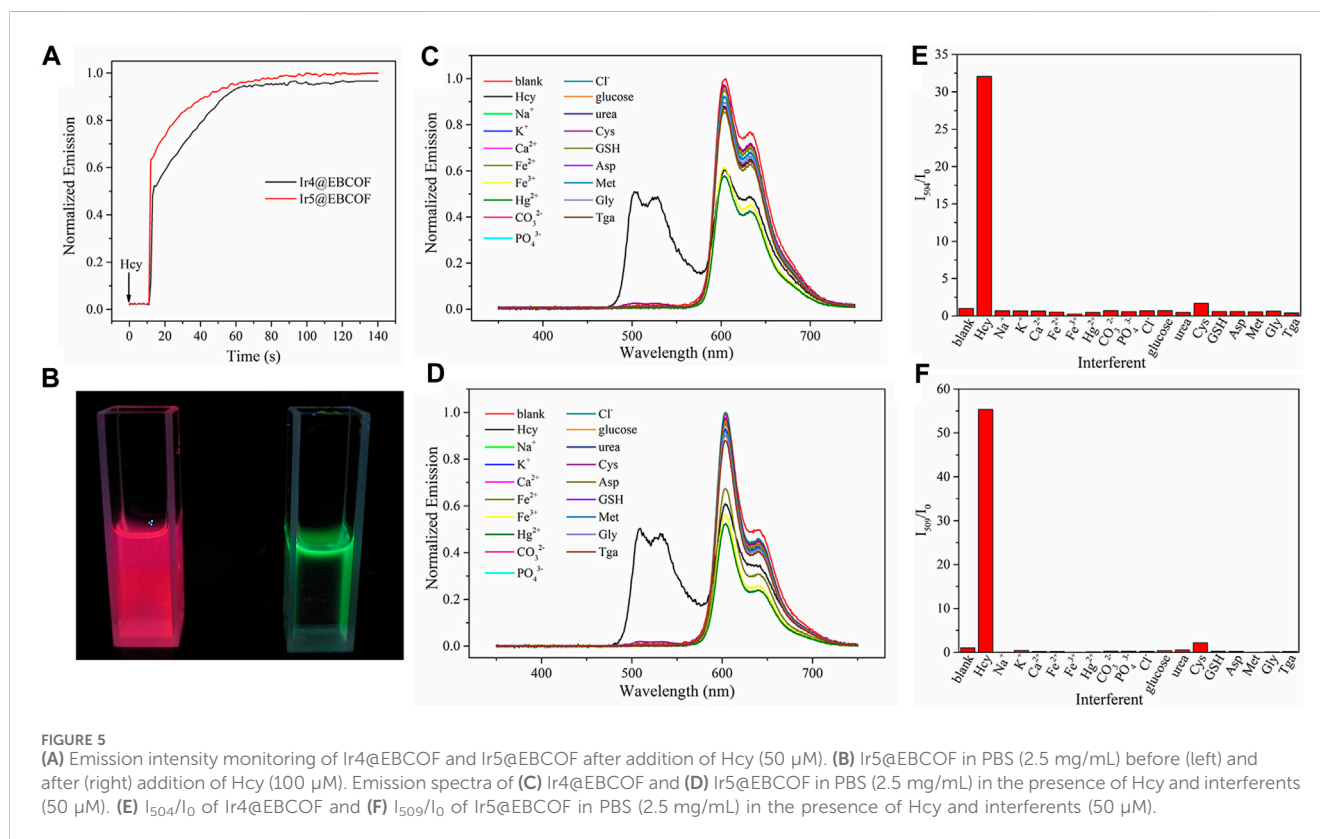 A
Normalized Emission
1.0
0.8
0.6
0.4
0.2
0.0
Hcy
Ir4@EBCOF
Ir5@EBCOF
0 20 40 60 80 100 120 140
Time (s)
B
C
Normalized Emission
1.0
0.8
0.6
0.4
0.2
0.0
blank
Hcy
Na⁺
K⁺
Ca²⁺
Fe²⁺
Fe³⁺
Hg²⁺
CO₃²⁻
PO₄³⁻
Cl⁻
glucose
urea
Cys
GSH
Asp
Met
Gly
Tga
400 500 600 700
Wavelength (nm)
D
Normalized Emission
1.0
0.8
0.6
0.4
0.2
0.0
blank
Hcy
Na⁺
K⁺
Ca²⁺
Fe²⁺
Fe³⁺
Hg²⁺
CO₃²⁻
PO₄³⁻
Cl⁻
glucose
urea
Cys
Asp
GSH
Met
Gly
Tga
400 500 600 700
Wavelength (nm)
E
I₅₀₄/I₀
35
30
25
20
15
10
5
0
blank Hcy Na⁺ K⁺ Ca²⁺ Fe²⁺ Fe³⁺ Hg²⁺ CO₃²⁻ PO₄³⁻ Cl⁻ glucose urea Cys GSH Asp Met Gly Tga
Interferent
F
I₅₀₉/I₀
60
50
40
30
20
10
0
blank Hcy Na⁺ K⁺ Ca²⁺ Fe²⁺ Fe³⁺ Hg²⁺ CO₃²⁻ PO₄³⁻ Cl⁻ glucose urea Cys GSH Asp Met Gly Tga
Interferent
FIGURE 5
(A) Emission intensity monitoring of Ir4@EBCOF and Ir5@EBCOF after addition of Hcy (50 μM). (B) Ir5@EBCOF in PBS (2.5 mg/mL) before (left) and
after (right) addition of Hcy (100 μM). Emission spectra of (C) Ir4@EBCOF and (D) Ir5@EBCOF in PBS (2.5 mg/mL) in the presence of Hcy and interferents
(50 μM). (E) I₅₀₄/I₀ of Ir4@EBCOF and (F) I₅₀₉/I₀ of Ir5@EBCOF in PBS (2.5 mg/mL) in the presence of Hcy and interferents (50 μM).